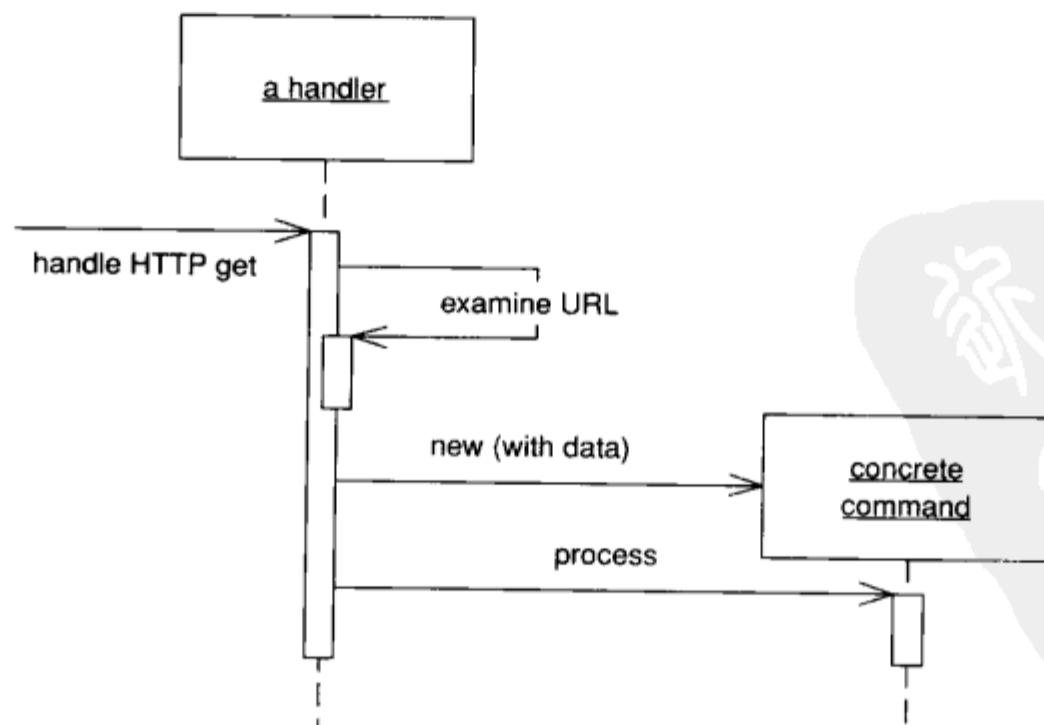 a handler
handle HTTP get
examine URL
new (with data)
concrete
command
process